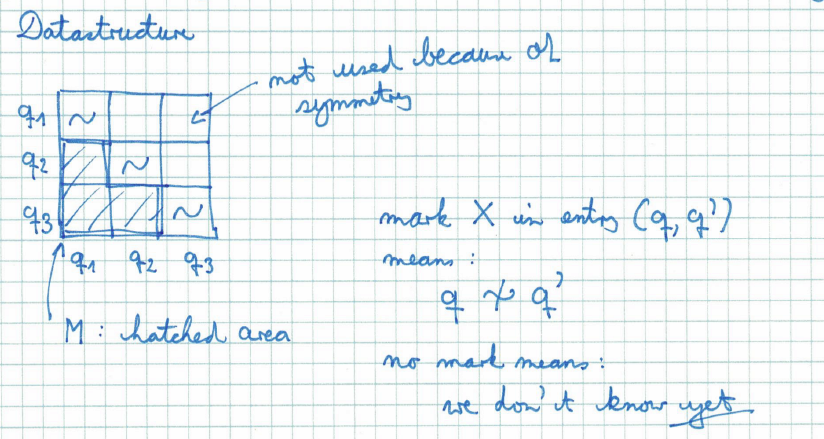 Datastructure
not used because of
symmetry
q1 ~
q2 ~
q3 ~
q1 q2 q3
M : hatched area
mark X in entry (q, q')
means :
q ≁ q'
no mark means :
we don't know yet